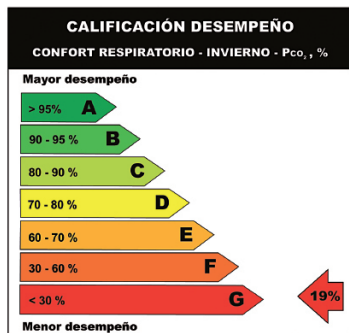 CALIFICACIÓN DESEMPEÑO
CONFORT RESPIRATORIO - INVIERNO - PCO₂ , %
Mayor desempeño
> 95% A
90 - 95 % B
80 - 90 % C
70 - 80 % D
60 - 70 % E
30 - 60 % F
< 30 % G 19%
Menor desempeño